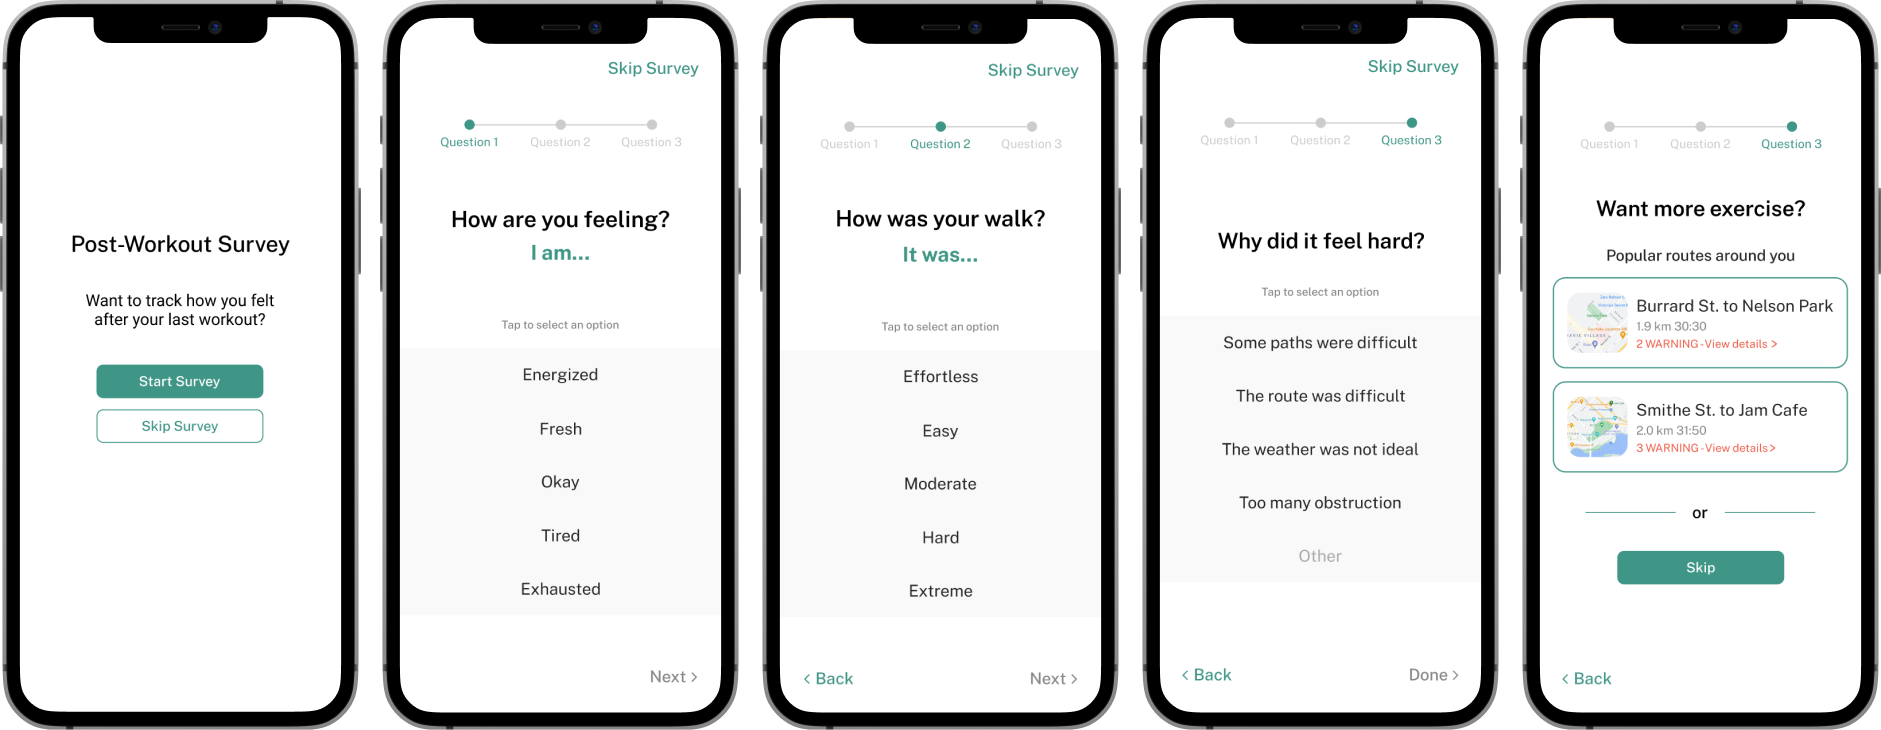 Post-Workout Survey
Want to track how you felt
after your last workout?
Start Survey
Skip Survey
Skip Survey
Question 1 Question 2 Question 3
How are you feeling?
I am...
Tap to select an option
Energized
Fresh
Okay
Tired
Exhausted
Next >
Skip Survey
Question 1 Question 2 Question 3
How was your walk?
It was...
Tap to select an option
Effortless
Easy
Moderate
Hard
Extreme
< Back Next >
Skip Survey
Question 1 Question 2 Question 3
Why did it feel hard?
Tap to select an option
Some paths were difficult
The route was difficult
The weather was not ideal
Too many obstruction
Other
< Back Done >
Question 1 Question 2 Question 3
Want more exercise?
Popular routes around you
Burrard St. to Nelson Park
1.9 km 30:30
2 WARNING - View details >
Smithe St. to Jam Cafe
2.0 km 31:50
3 WARNING - View details >
or
Skip
< Back